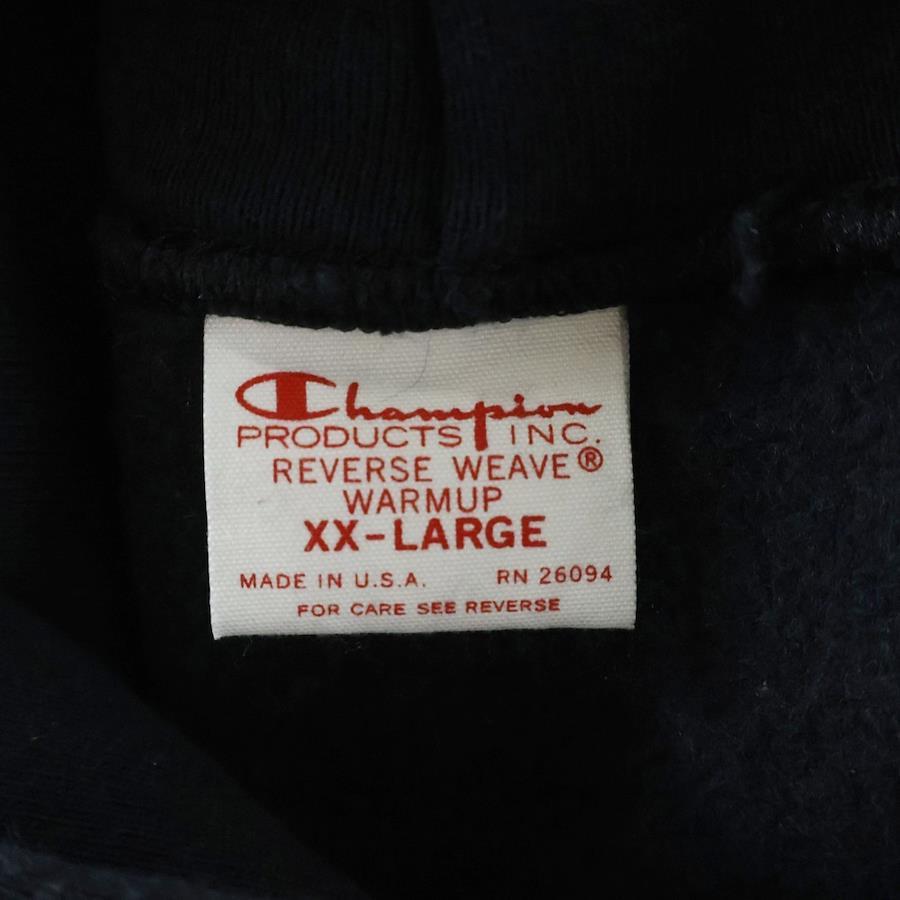 Champion
PRODUCTS INC.
REVERSE WEAVE®
WARMUP
XX-LARGE
MADE IN U.S.A. RN 26094
FOR CARE SEE REVERSE